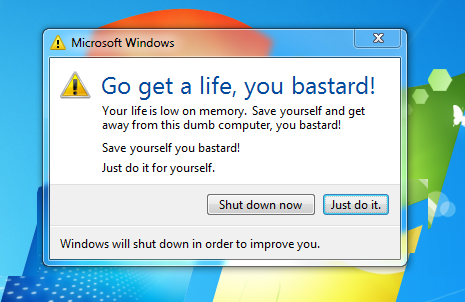 Microsoft Windows
Go get a life, you bastard!
Your life is low on memory. Save yourself and get
away from this dumb computer, you bastard!
Save yourself you bastard!
Just do it for yourself.
Shut down now
Just do it.
Windows will shut down in order to improve you.